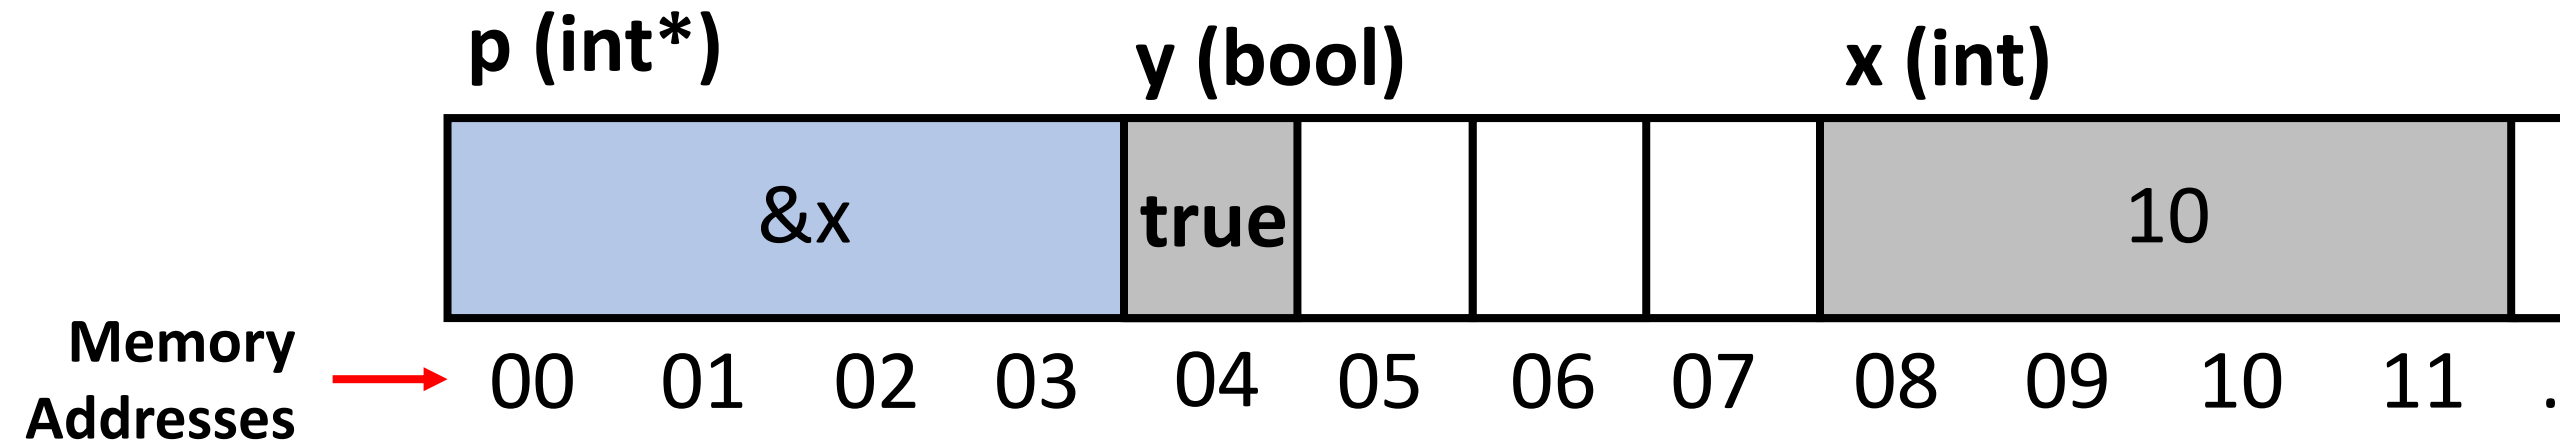 p (int*) y (bool) x (int)
&x true 10
Memory
Addresses
00 01 02 03 04 05 06 07 08 09 10 11 .